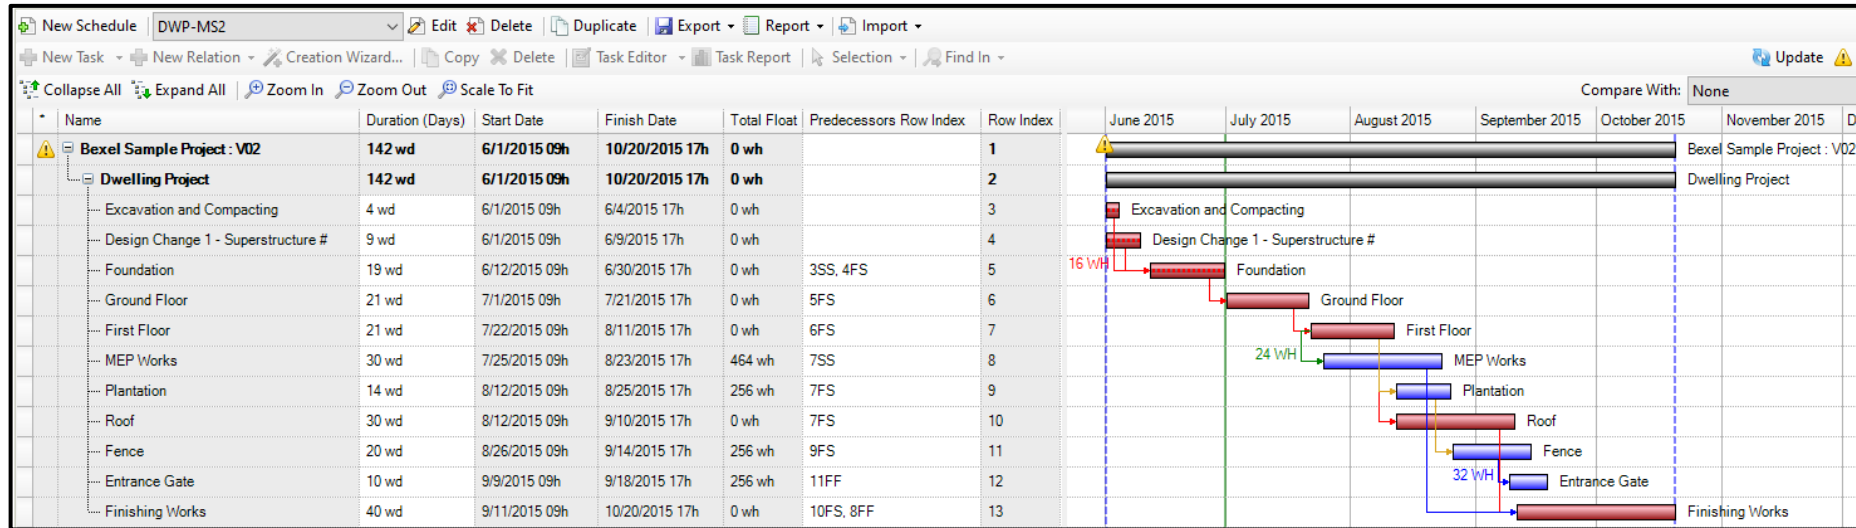 New Schedule DWP-MS2 Edit Delete Duplicate Export Report Import
New Task New Relation Creation Wizard... Copy Delete Task Editor Task Report Selection Find In Update
Collapse All Expand All Zoom In Zoom Out Scale To Fit Compare With: None
* Name Duration (Days) Start Date Finish Date Total Float Predecessors Row Index Row Index June 2015 July 2015 August 2015 September 2015 October 2015 November 2015 D
Bexel Sample Project : V02 142 wd 6/1/2015 09h 10/20/2015 17h 0 wh 1 Bexel Sample Project : V02
Dwelling Project 142 wd 6/1/2015 09h 10/20/2015 17h 0 wh 2 Dwelling Project
Excavation and Compacting 4 wd 6/1/2015 09h 6/4/2015 17h 0 wh 3 Excavation and Compacting
Design Change 1 - Superstructure # 9 wd 6/1/2015 09h 6/9/2015 17h 0 wh 4 Design Change 1 - Superstructure #
Foundation 19 wd 6/12/2015 09h 6/30/2015 17h 0 wh 3SS, 4FS 5 16 WH Foundation
Ground Floor 21 wd 7/1/2015 09h 7/21/2015 17h 0 wh 5FS 6 Ground Floor
First Floor 21 wd 7/22/2015 09h 8/11/2015 17h 0 wh 6FS 7 First Floor
MEP Works 30 wd 7/25/2015 09h 8/23/2015 17h 464 wh 7SS 8 24 WH MEP Works
Plantation 14 wd 8/12/2015 09h 8/25/2015 17h 256 wh 7FS 9 Plantation
Roof 30 wd 8/12/2015 09h 9/10/2015 17h 0 wh 7FS 10 Roof
Fence 20 wd 8/26/2015 09h 9/14/2015 17h 256 wh 9FS 11 Fence
Entrance Gate 10 wd 9/9/2015 09h 9/18/2015 17h 256 wh 11FF 12 32 WH Entrance Gate
Finishing Works 40 wd 9/11/2015 09h 10/20/2015 17h 0 wh 10FS, 8FF 13 Finishing Works